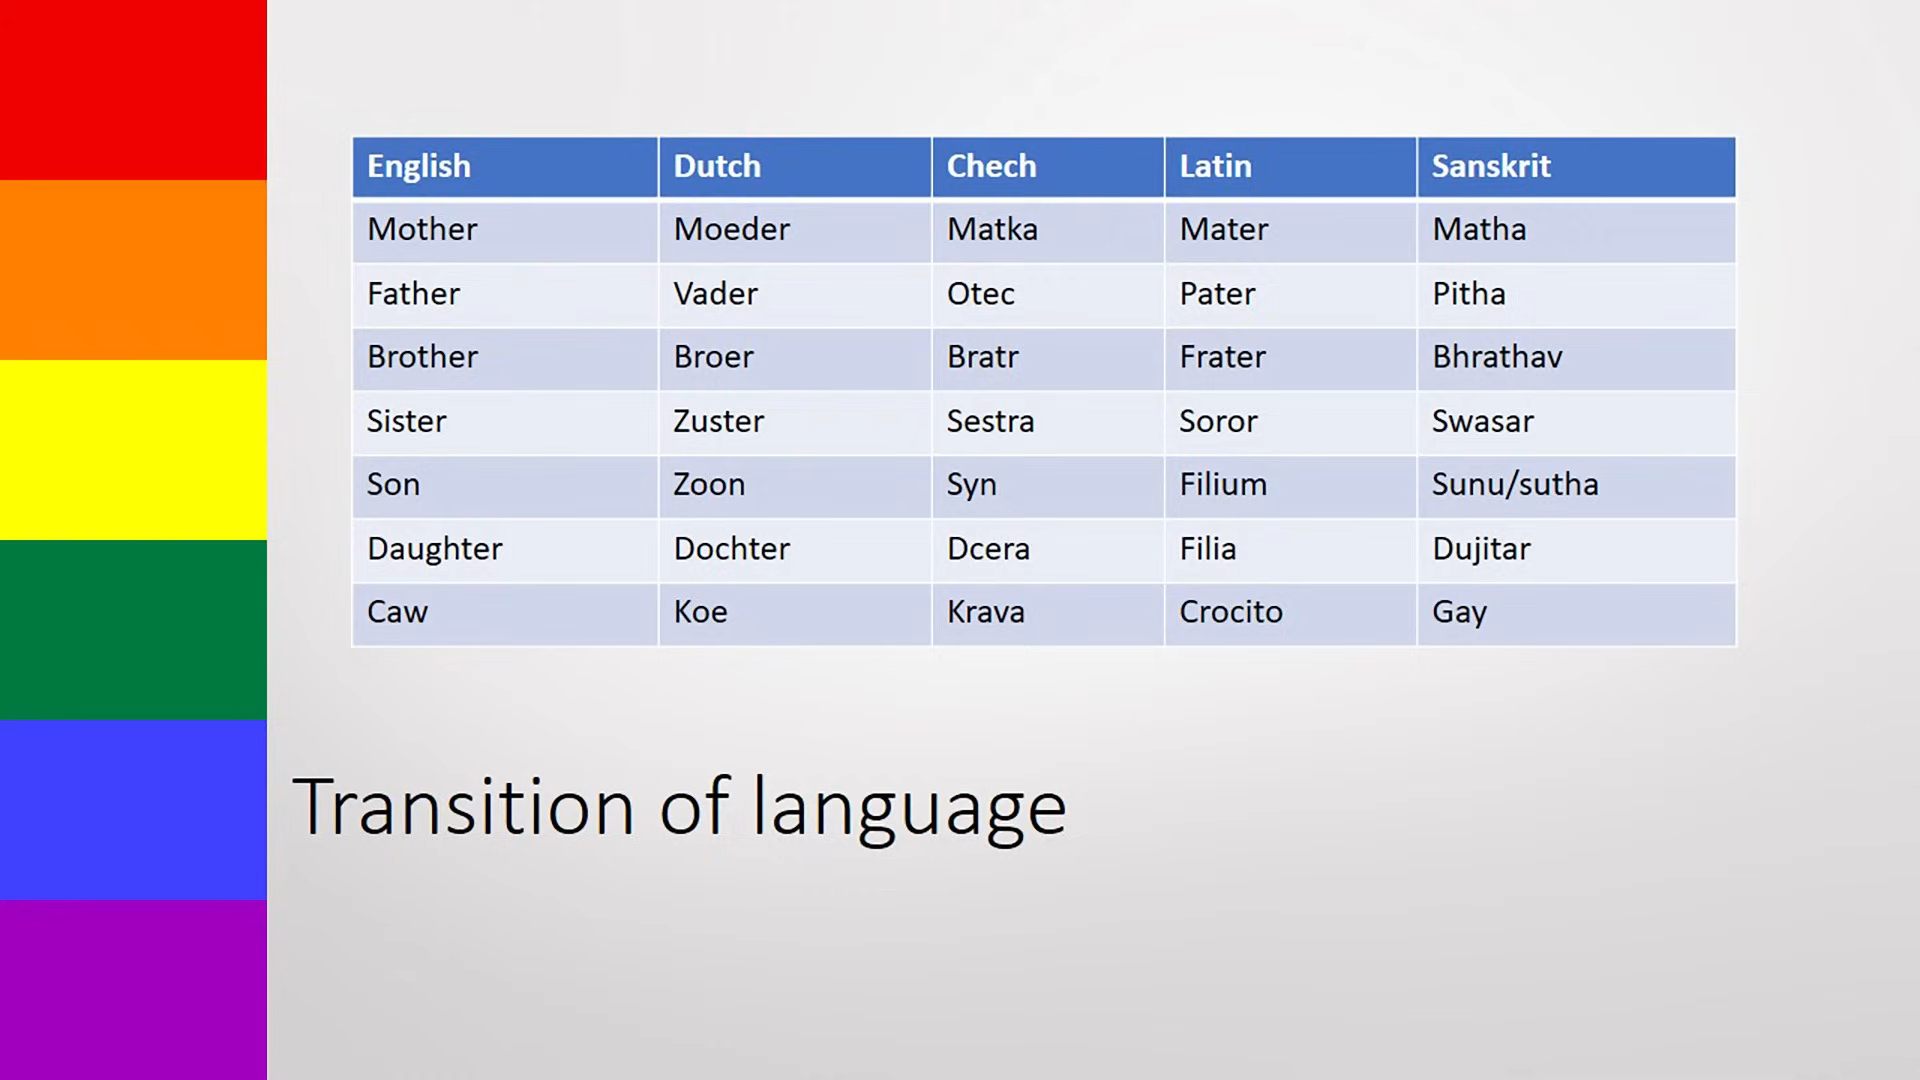 English Dutch Chech Latin Sanskrit
Mother Moeder Matka Mater Matha
Father Vader Otec Pater Pitha
Brother Broer Bratr Frater Bhrathav
Sister Zuster Sestra Soror Swasar
Son Zoon Syn Filium Sunu/sutha
Daughter Dochter Dcera Filia Dujitar
Caw Koe Krava Crocito Gay
Transition of language